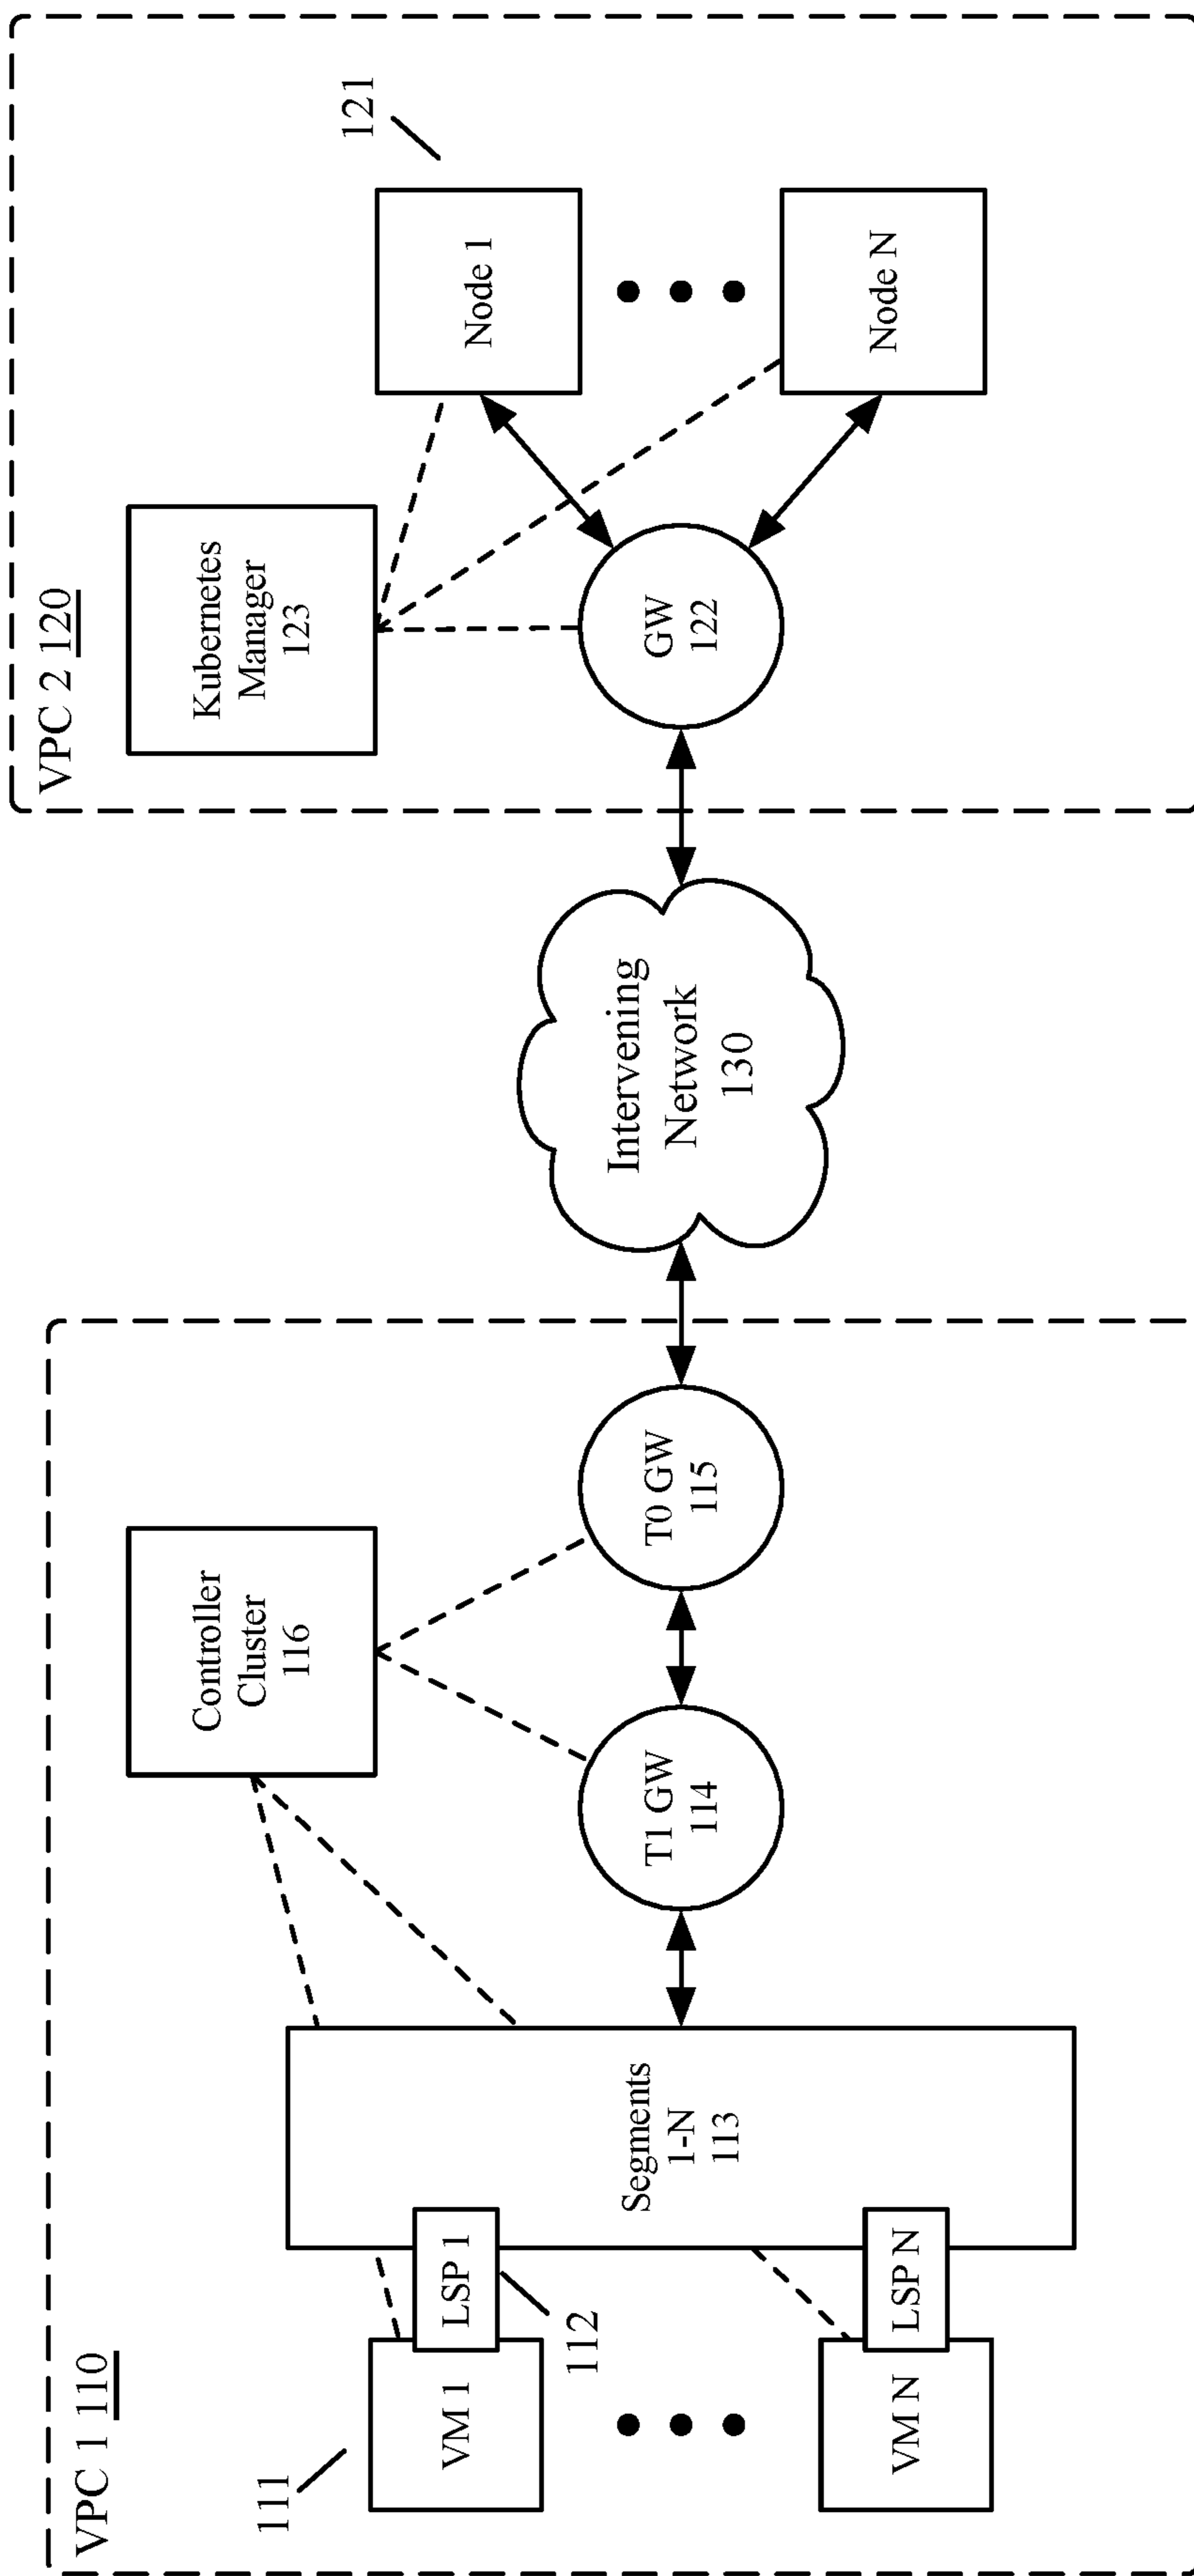 VPC 1 110
111
VM 1
LSP 1
112
VM N
LSP N
Segments
1-N
113
Controller
Cluster
116
T1 GW
114
T0 GW
115
Intervening
Network
130
VPC 2 120
Kubernetes
Manager
123
GW
122
121
Node 1
Node N